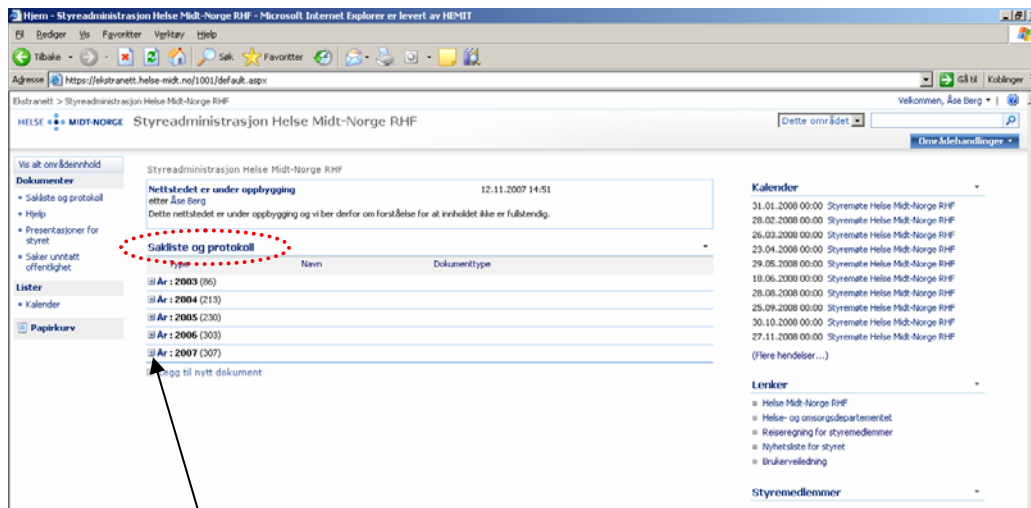 Hjem - Styreadministrasjon Helse Midt-Norge RHF - Microsoft Internet Explorer er levert av HEMIT
Fil Rediger Vis Favoritter Verktøy Hjelp
Tilbake Søk Favoritter
Adresse https://ekstranett.helse-midt.no/1001/default.aspx Gå til Koblinger
Ekstranett > Styreadministrasjon Helse Midt-Norge RHF Velkommen, Åse Berg
HELSE MIDT-NORGE Styreadministrasjon Helse Midt-Norge RHF Dette området
Områdehandlinger
Vis alt områdeinnhold
Dokumenter
Sakliste og protokoll
Hjelp
Presentasjoner for
styret
Saker unntatt
offentlighet
Lister
Kalender
Papirkurv
Styreadministrasjon Helse Midt-Norge RHF
Nettstedet er under oppbygging 12.11.2007 14:51
etter Åse Berg
Dette nettstedet er under oppbygging og vi ber derfor om forståelse for at innholdet ikke er fullstendig.
Sakliste og protokoll
Type Navn Dokumenttype
År : 2003 (86)
År : 2004 (213)
År : 2005 (230)
År : 2006 (303)
År : 2007 (307)
Legg til nytt dokument
Kalender
31.01.2008 00:00 Styremøte Helse Midt-Norge RHF
28.02.2008 00:00 Styremøte Helse Midt-Norge RHF
26.03.2008 00:00 Styremøte Helse Midt-Norge RHF
23.04.2008 00:00 Styremøte Helse Midt-Norge RHF
29.05.2008 00:00 Styremøte Helse Midt-Norge RHF
18.06.2008 00:00 Styremøte Helse Midt-Norge RHF
28.08.2008 00:00 Styremøte Helse Midt-Norge RHF
25.09.2008 00:00 Styremøte Helse Midt-Norge RHF
30.10.2008 00:00 Styremøte Helse Midt-Norge RHF
27.11.2008 00:00 Styremøte Helse Midt-Norge RHF
(Flere hendelser...)
Lenker
Helse Midt-Norge RHF
Helse- og omsorgsdepartementet
Reiseregning for styremedlemmer
Nyhetsliste for styret
Brukerveiledning
Styremedlemmer